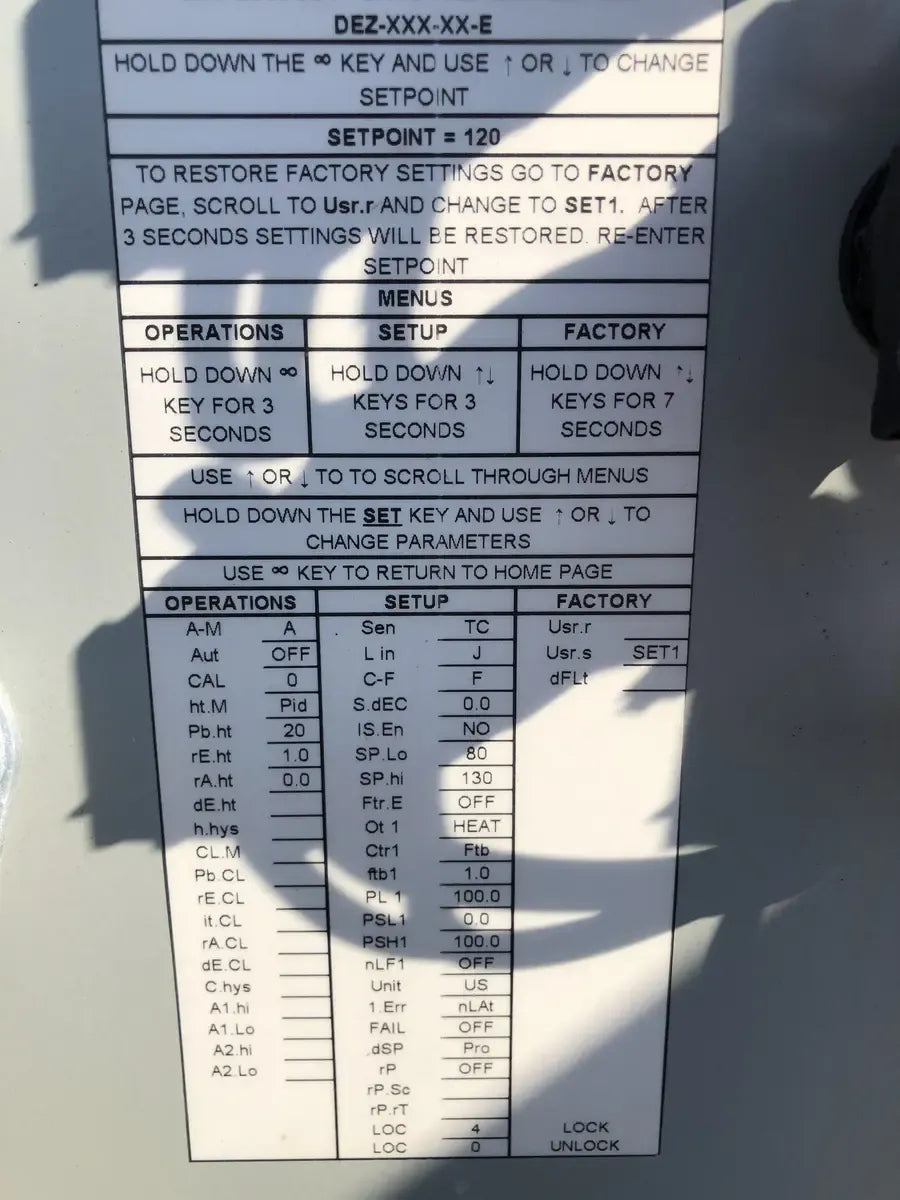 DEZ-XXX-XX-E
HOLD DOWN THE ∞ KEY AND USE ↑ OR ↓ TO CHANGE
SETPOINT
SETPOINT = 120
TO RESTORE FACTORY SETTINGS GO TO FACTORY
PAGE, SCROLL TO Usr.r AND CHANGE TO SET1. AFTER
3 SECONDS SETTINGS WILL BE RESTORED. RE-ENTER
SETPOINT
MENUS
OPERATIONS SETUP FACTORY
HOLD DOWN ∞ HOLD DOWN ↑↓ HOLD DOWN ↑↓
KEY FOR 3 KEYS FOR 3 KEYS FOR 7
SECONDS SECONDS SECONDS
USE ↑ OR ↓ TO TO SCROLL THROUGH MENUS
HOLD DOWN THE SET KEY AND USE ↑ OR ↓ TO
CHANGE PARAMETERS
USE ∞ KEY TO RETURN TO HOME PAGE
OPERATIONS SETUP FACTORY
A-M A Sen TC Usr.r
Aut OFF L in J Usr.s SET1
CAL 0 C-F F dFLt
ht.M Pid S.dEC 0.0
Pb.ht 20 IS.En NO
rE.ht 1.0 SP.Lo 80
rA.ht 0.0 SP.hi 130
dE.ht Ftr.E OFF
h.hys Ot 1 HEAT
CL.M Ctr1 Ftb
Pb.CL ftb1 1.0
rE.CL PL 1 100.0
it.CL PSL1 0.0
rA.CL PSH1 100.0
dE.CL nLF1 OFF
C.hys Unit US
A1.hi 1.Err nLAt
A1.Lo FAIL OFF
A2.hi .dSP Pro
A2.Lo rP OFF
rP.Sc
rP.rT
LOC 4 LOCK
LOC 0 UNLOCK